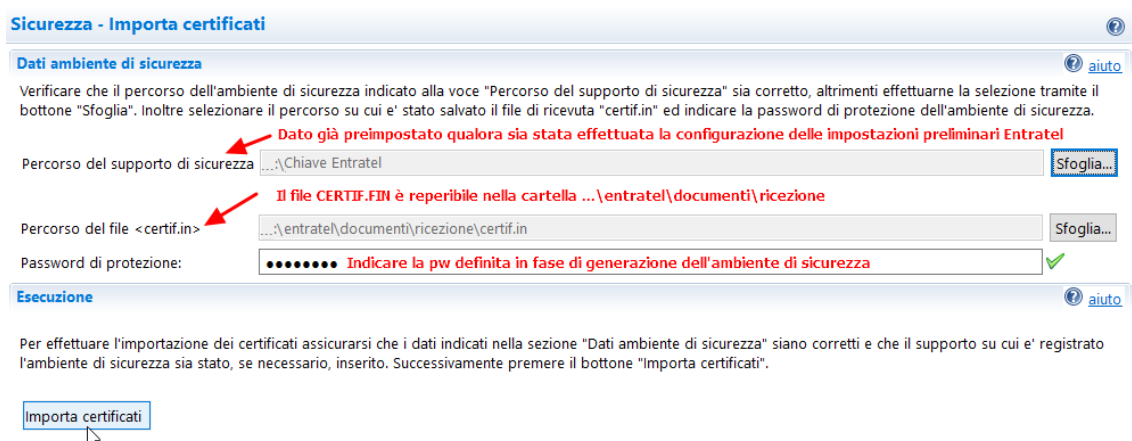 Sicurezza - Importa certificati
Dati ambiente di sicurezza
aiuto
Verificare che il percorso dell'ambiente di sicurezza indicato alla voce "Percorso del supporto di sicurezza" sia corretto, altrimenti effettuarne la selezione tramite il
bottone "Sfoglia". Inoltre selezionare il percorso su cui e' stato salvato il file di ricevuta "certif.in" ed indicare la password di protezione dell'ambiente di sicurezza.
Dato già preimpostato qualora sia stata effettuata la configurazione delle impostazioni preliminari Entratel
Percorso del supporto di sicurezza ...:\Chiave Entratel Sfoglia...
Il file CERTIF.FIN è reperibile nella cartella ...\entratel\documenti\ricezione
Percorso del file <certif.in> ...:\entratel\documenti\ricezione\certif.in Sfoglia...
Password di protezione: ●●●●●●●● Indicare la pw definita in fase di generazione dell'ambiente di sicurezza
Esecuzione
aiuto
Per effettuare l'importazione dei certificati assicurarsi che i dati indicati nella sezione "Dati ambiente di sicurezza" siano corretti e che il supporto su cui e' registrato
l'ambiente di sicurezza sia stato, se necessario, inserito. Successivamente premere il bottone "Importa certificati".
Importa certificati